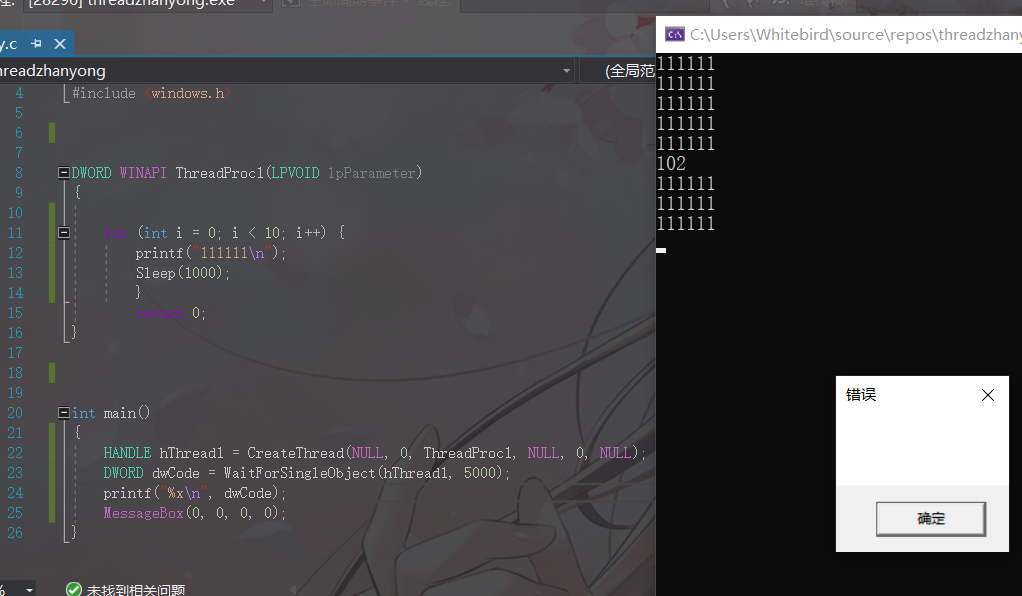 [28296] threadzhanyong.exe
y.c
C:\Users\Whitebird\source\repos\threadzhany
readzhanyong
(全局范
4 #include <windows.h>
5
6
7
8 DWORD WINAPI ThreadProc1(LPVOID lpParameter)
9 {
10
11 for (int i = 0; i < 10; i++) {
12 printf("111111\n");
13 Sleep(1000);
14 }
15 return 0;
16 }
17
18
19
20 int main()
21 {
22 HANDLE hThread1 = CreateThread(NULL, 0, ThreadProc1, NULL, 0, NULL);
23 DWORD dwCode = WaitForSingleObject(hThread1, 5000);
24 printf("%x\n", dwCode);
25 MessageBox(0, 0, 0, 0);
26 }
% 未找到相关问题
111111
111111
111111
111111
111111
102
111111
111111
111111
错误
确定